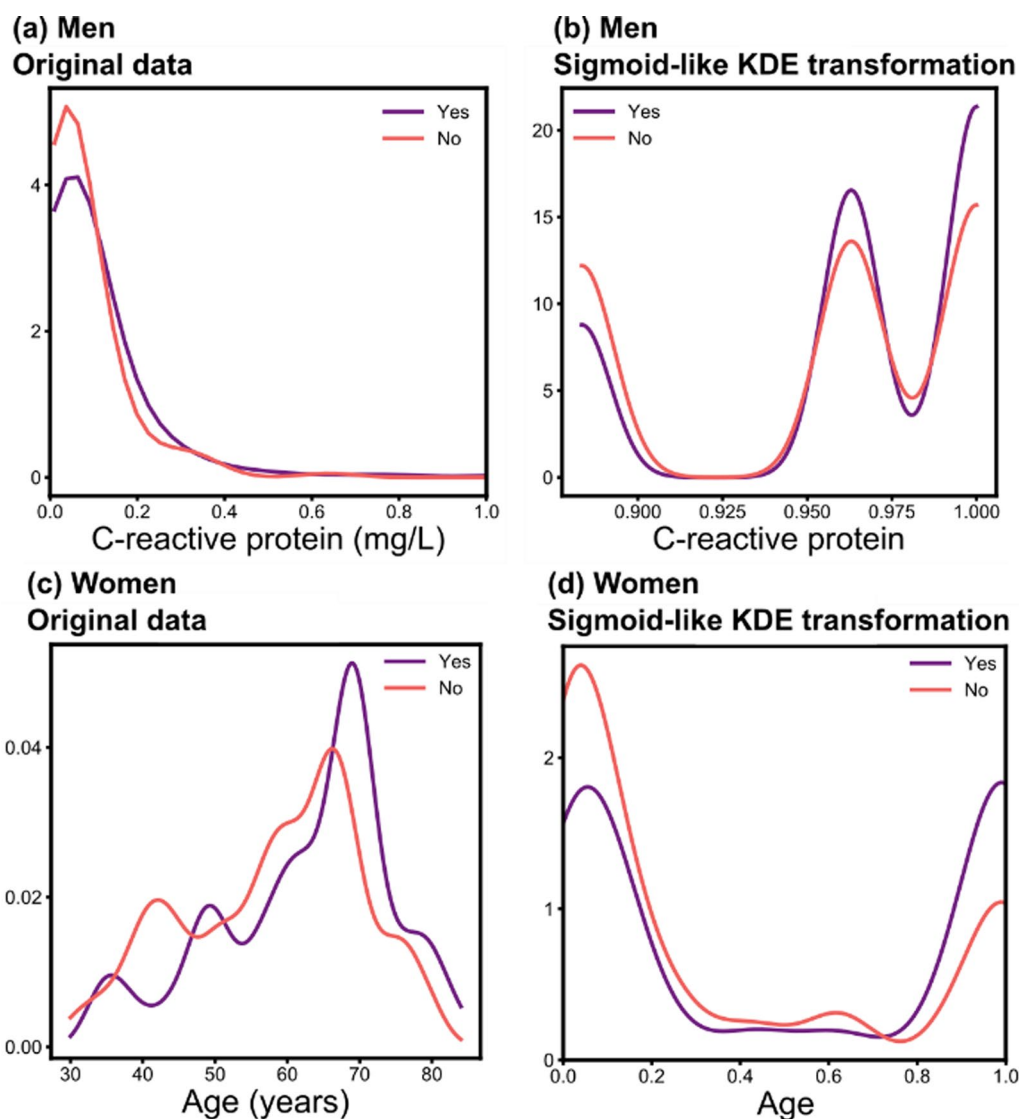 (a) Men
Original data
Yes
No
4
2
0
0.0 0.2 0.4 0.6 0.8 1.0
C-reactive protein (mg/L)
(b) Men
Sigmoid-like KDE transformation
Yes
No
20
15
10
5
0
0.900 0.925 0.950 0.975 1.000
C-reactive protein
(c) Women
Original data
Yes
No
0.04
0.02
0.00
30 40 50 60 70 80
Age (years)
(d) Women
Sigmoid-like KDE transformation
Yes
No
2
1
0
0.0 0.2 0.4 0.6 0.8 1.0
Age